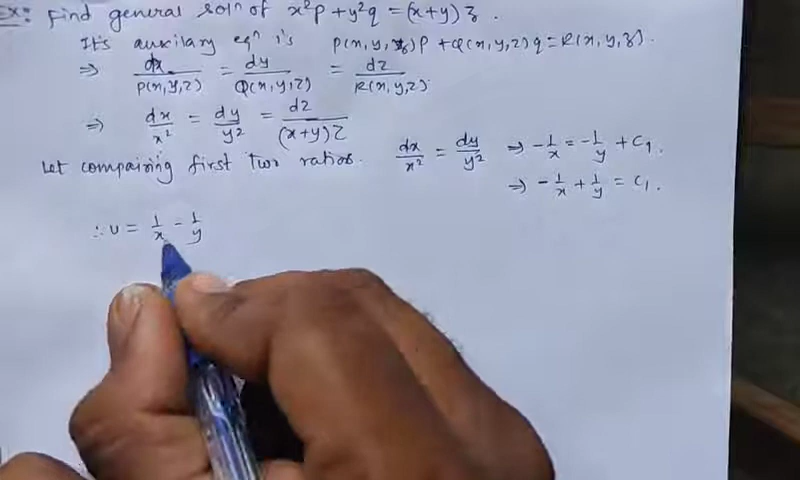 Ex: Find general solⁿ of x²p + y²q = (x+y) z .
It's auxilary eqⁿ is P(x,y,z)p + Q(x,y,z)q = R(x,y,z).
⇒ dx/P(x,y,z) = dy/Q(x,y,z) = dz/R(x,y,z).
⇒ dx/x² = dy/y² = dz/(x+y)z
Let compairing first two ratios. dx/x² = dy/y² ⇒ -1/x = -1/y + C₁.
⇒ -1/x + 1/y = C₁.
∴ u = 1/x - 1/y